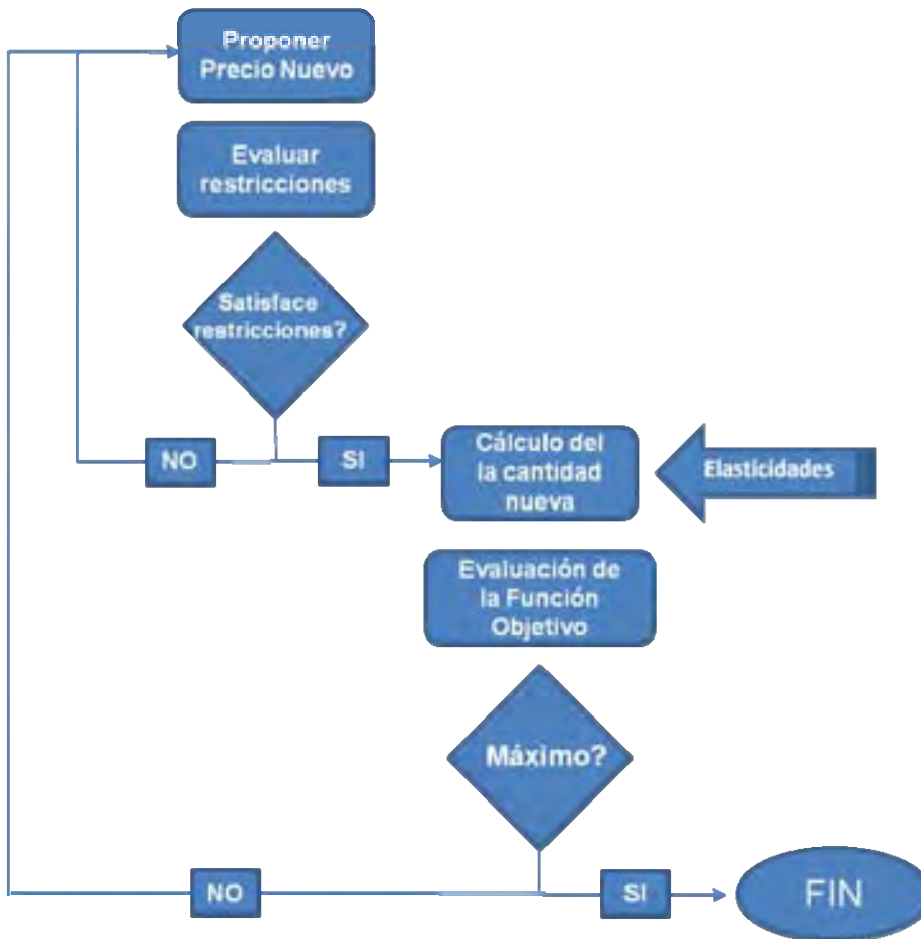 Proponer
Precio Nuevo
Evaluar
restricciones
Satisface
restricciones?
NO
SI
Cálculo del
la cantidad
nueva
Elasticidades
Evaluación de
la Función
Objetivo
Máximo?
NO
SI
FIN